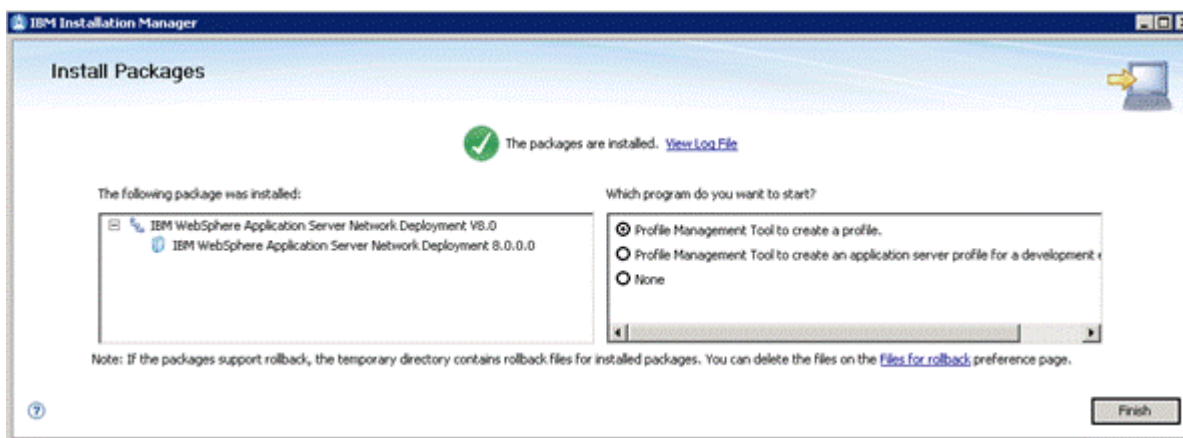 IBM Installation Manager
Install Packages
The packages are installed. View Log File
The following package was installed:
IBM WebSphere Application Server Network Deployment V8.0
IBM WebSphere Application Server Network Deployment 8.0.0.0
Which program do you want to start?
Profile Management Tool to create a profile.
Profile Management Tool to create an application server profile for a development
None
Note: If the packages support rollback, the temporary directory contains rollback files for installed packages. You can delete the files on the Files for rollback preference page.
?
Finish